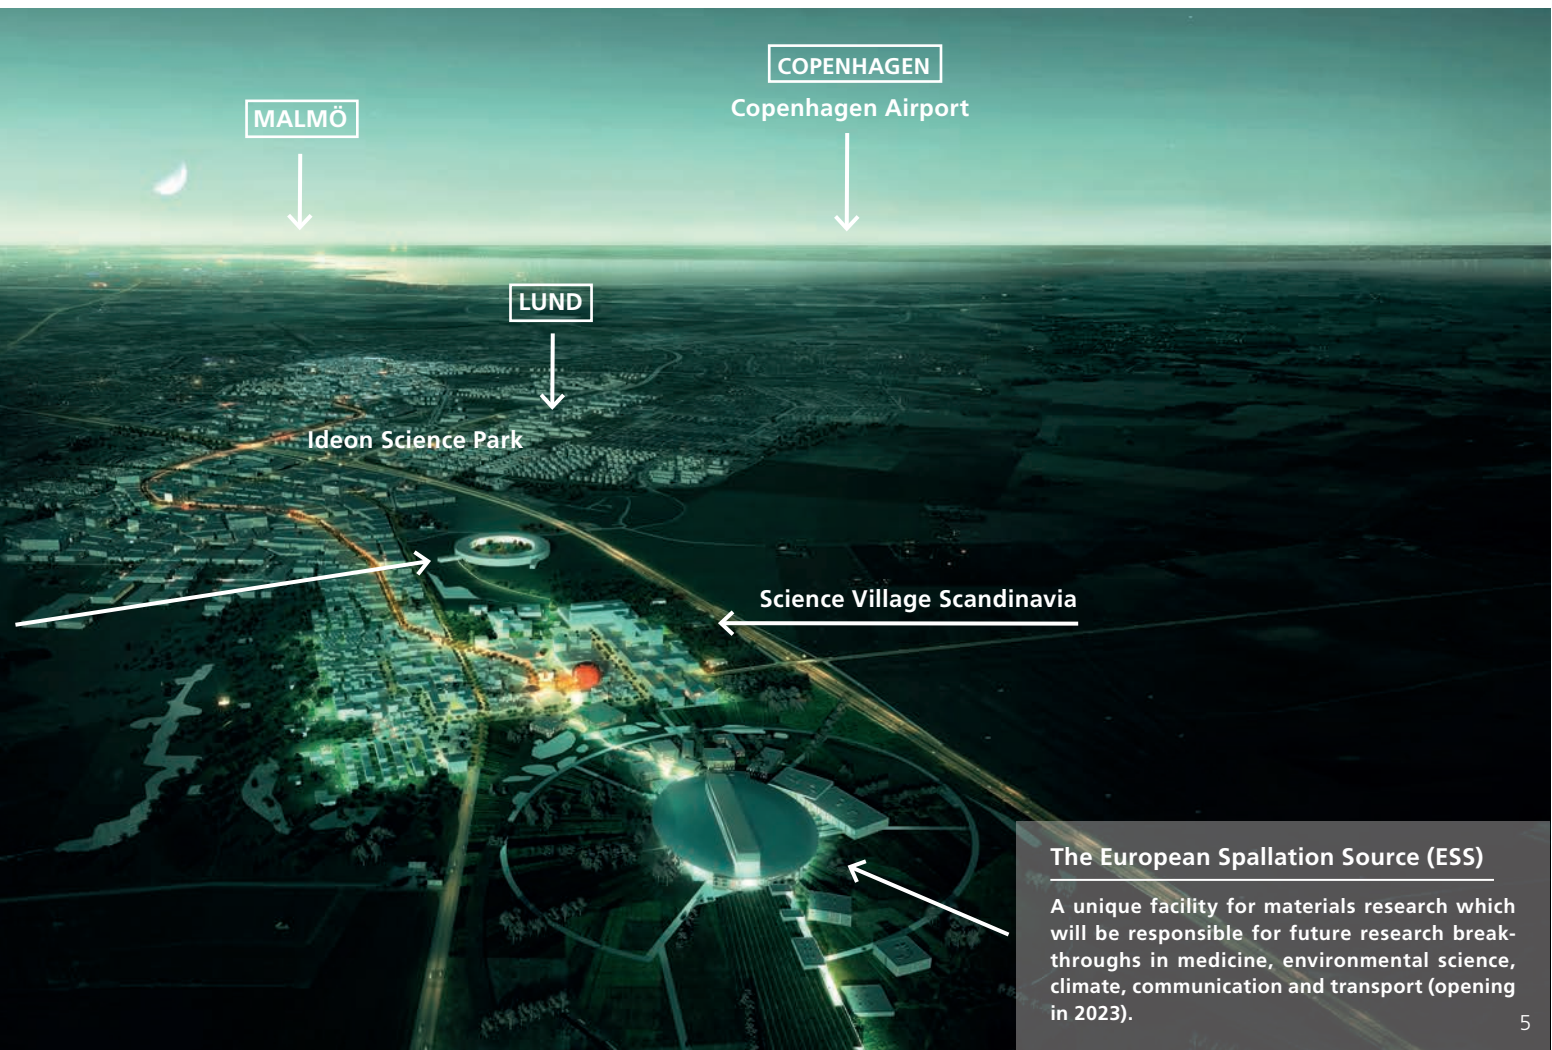 COPENHAGEN
Copenhagen Airport
MALMÖ
LUND
Ideon Science Park
Science Village Scandinavia
The European Spallation Source (ESS)
A unique facility for materials research which
will be responsible for future research break-
throughs in medicine, environmental science,
climate, communication and transport (opening
in 2023).
5